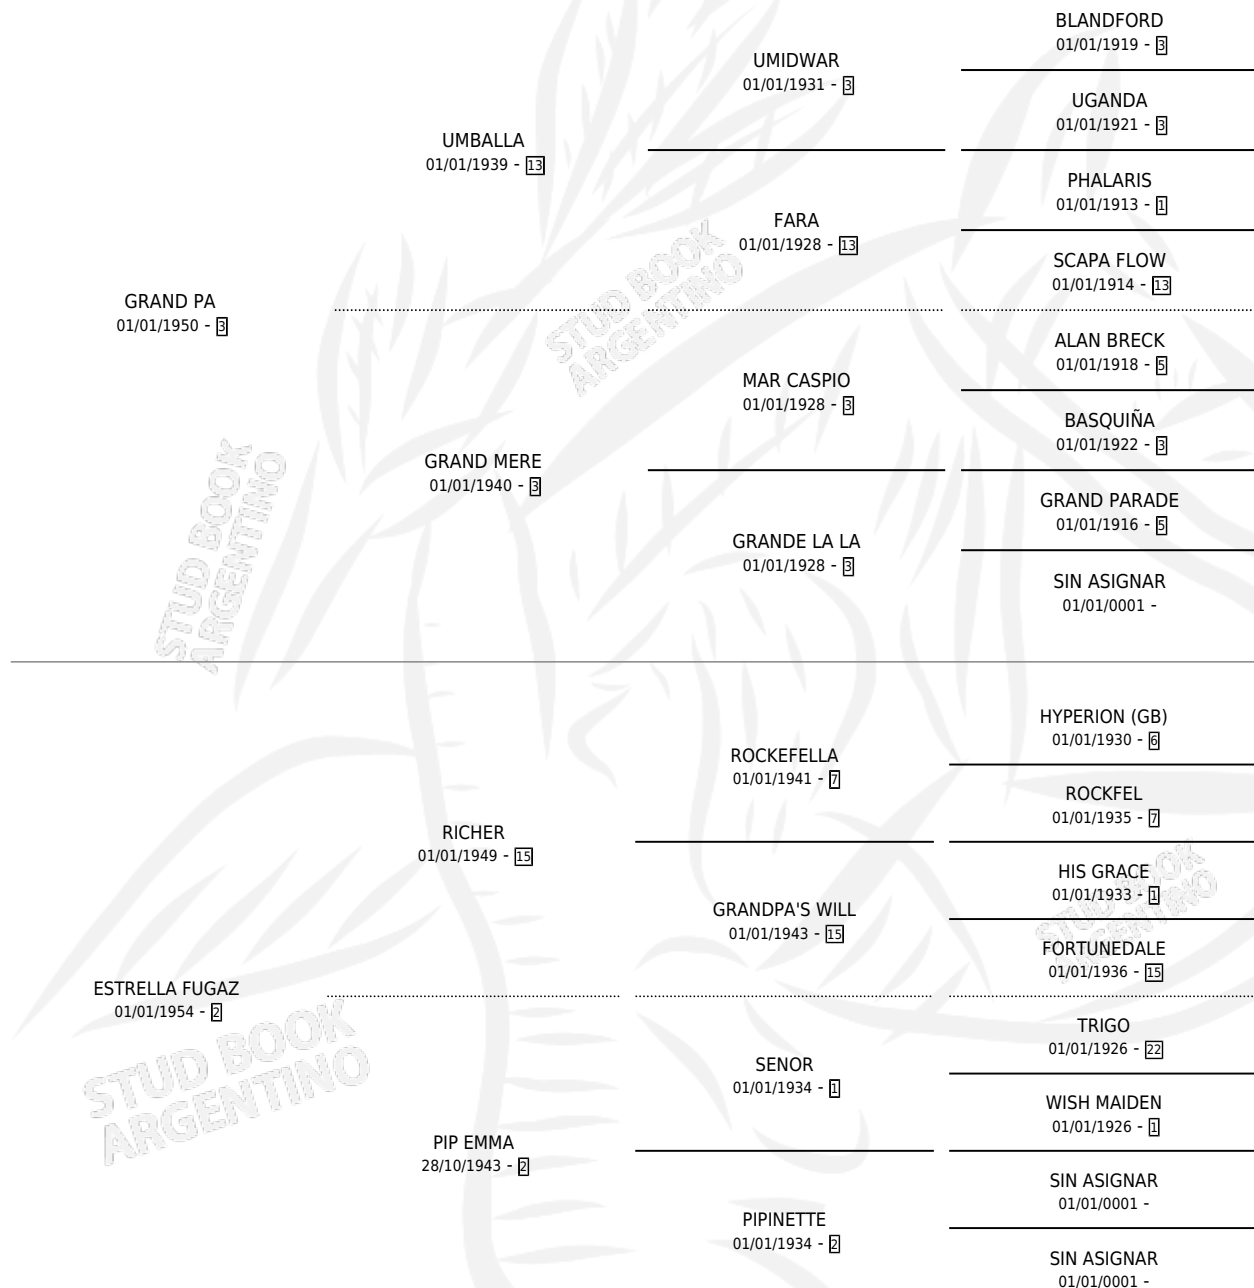 BLANDFORD
01/01/1919 - 3
UMIDWAR
01/01/1931 - 3
UGANDA
01/01/1921 - 3
UMBALLA
01/01/1939 - 13
PHALARIS
01/01/1913 - 1
FARA
01/01/1928 - 13
SCAPA FLOW
01/01/1914 - 13
GRAND PA
01/01/1950 - 3
STUD BOOK
ARGENTINO
ALAN BRECK
01/01/1918 - 5
MAR CASPIO
01/01/1928 - 3
BASQUIÑA
01/01/1922 - 3
GRAND MERE
01/01/1940 - 3
GRAND PARADE
01/01/1916 - 5
GRANDE LA LA
01/01/1928 - 3
SIN ASIGNAR
01/01/0001 -
STUD BOOK
ARGENTINO
HYPERION (GB)
01/01/1930 - 6
ROCKEFELLA
01/01/1941 - 7
ROCKFEL
01/01/1935 - 7
RICHER
01/01/1949 - 15
HIS GRACE
01/01/1933 - 1
GRANDPA'S WILL
01/01/1943 - 15
STUD BOOK
ARGENTINO
FORTUNEDALE
01/01/1936 - 15
ESTRELLA FUGAZ
01/01/1954 - 2
STUD BOOK
ARGENTINO
TRIGO
01/01/1926 - 22
SENOR
01/01/1934 - 1
WISH MAIDEN
01/01/1926 - 1
PIP EMMA
28/10/1943 - 2
SIN ASIGNAR
01/01/0001 -
PIPINETTE
01/01/1934 - 2
SIN ASIGNAR
01/01/0001 -